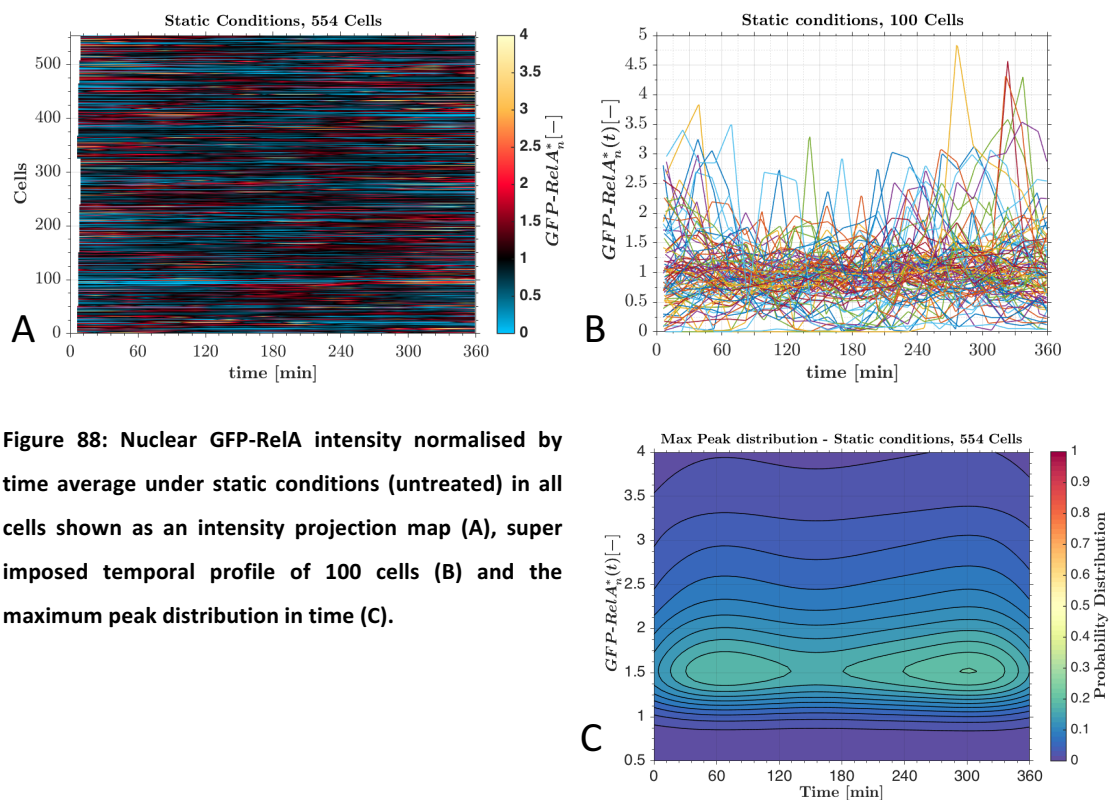 Static Conditions, 554 Cells
500
400
300
200
100
0
Cells
0 60 120 180 240 300 360
time [min]
4
3.5
3
2.5
2
1.5
1
0.5
0
GFP-RelA*n[−]
A
Static conditions, 100 Cells
5
4.5
4
3.5
3
2.5
2
1.5
1
0.5
0
GFP-RelA*n(t)[−]
0 60 120 180 240 300 360
time [min]
B
Figure 88: Nuclear GFP-RelA intensity normalised by
time average under static conditions (untreated) in all
cells shown as an intensity projection map (A), super
imposed temporal profile of 100 cells (B) and the
maximum peak distribution in time (C).
Max Peak distribution - Static conditions, 554 Cells
4
3.5
3
2.5
2
1.5
1
0.5
GFP-RelA*n(t)[−]
0 60 120 180 240 300 360
Time [min]
1
0.9
0.8
0.7
0.6
0.5
0.4
0.3
0.2
0.1
0
Probability Distribution
C